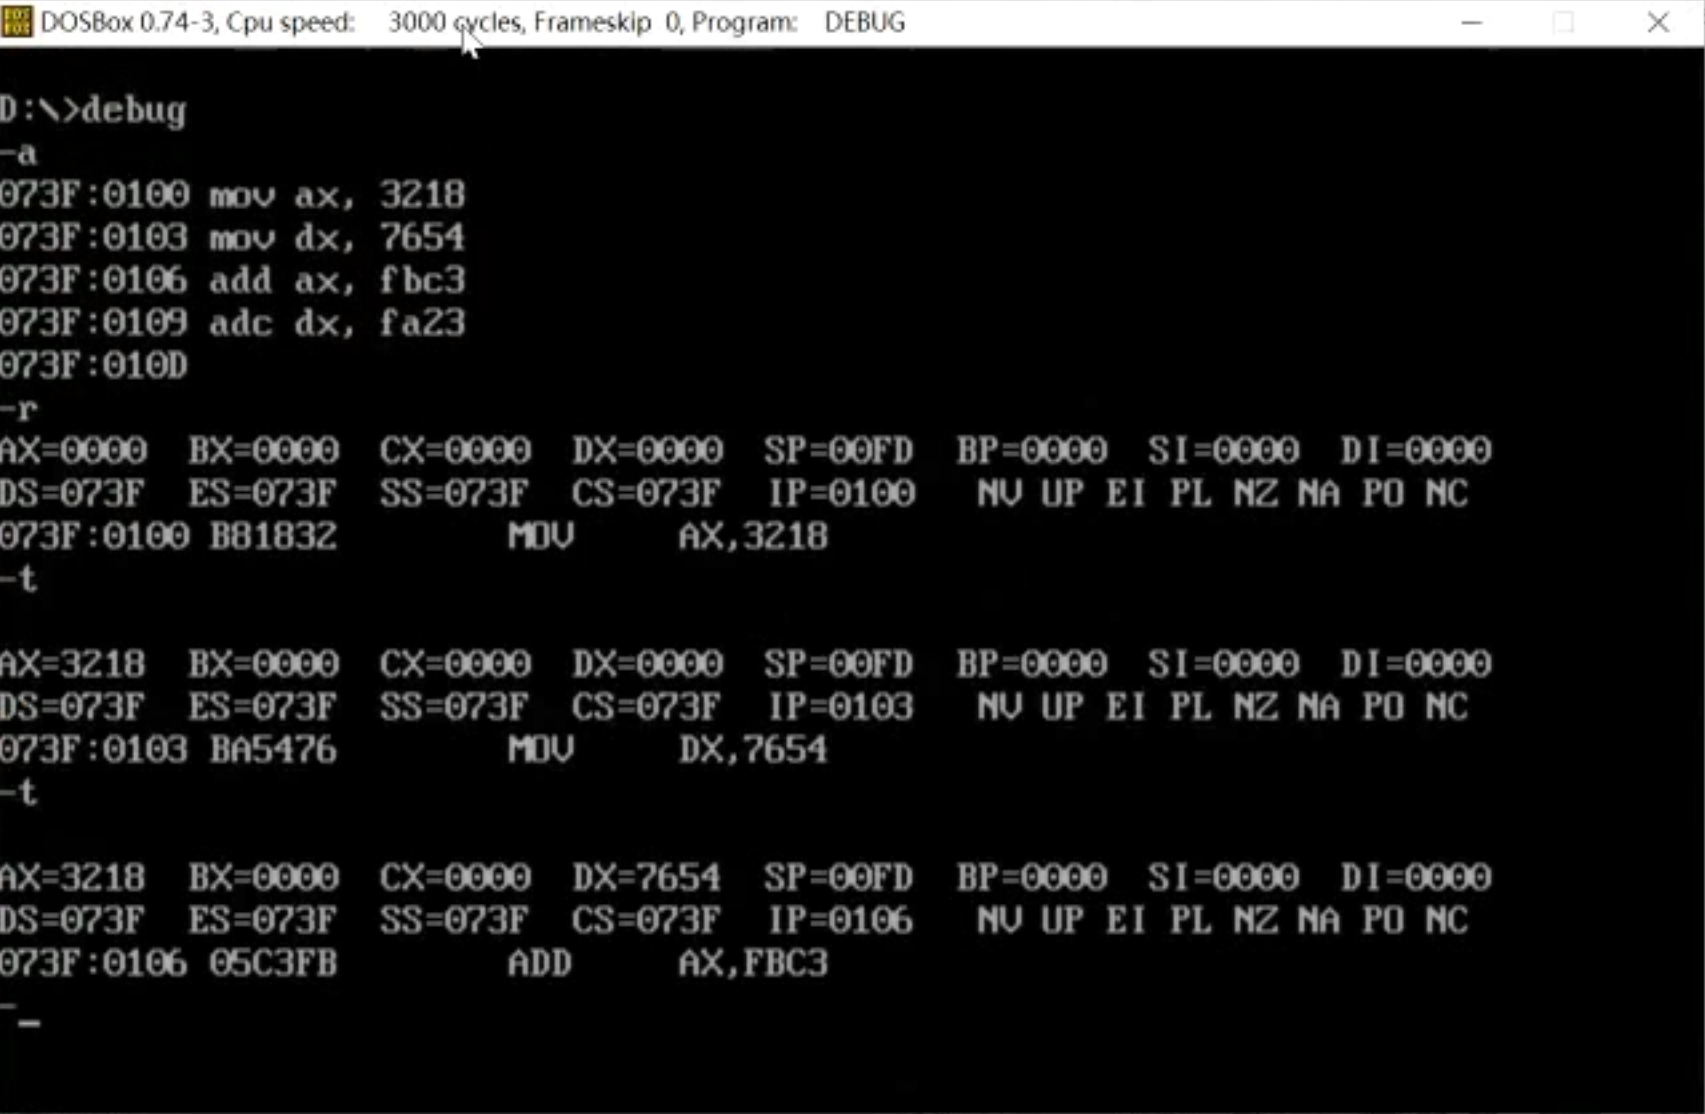 DOSBox 0.74-3, Cpu speed:    3000 cycles, Frameskip  0, Program:    DEBUG
D:\>debug
-a
073F:0100 mov ax, 3218
073F:0103 mov dx, 7654
073F:0106 add ax, fbc3
073F:0109 adc dx, fa23
073F:010D
-r
AX=0000  BX=0000  CX=0000  DX=0000  SP=00FD  BP=0000  SI=0000  DI=0000
DS=073F  ES=073F  SS=073F  CS=073F  IP=0100   NV UP EI PL NZ NA PO NC
073F:0100 B81832        MOV     AX,3218
-t
AX=3218  BX=0000  CX=0000  DX=0000  SP=00FD  BP=0000  SI=0000  DI=0000
DS=073F  ES=073F  SS=073F  CS=073F  IP=0103   NV UP EI PL NZ NA PO NC
073F:0103 BA5476        MOV     DX,7654
-t
AX=3218  BX=0000  CX=0000  DX=7654  SP=00FD  BP=0000  SI=0000  DI=0000
DS=073F  ES=073F  SS=073F  CS=073F  IP=0106   NV UP EI PL NZ NA PO NC
073F:0106 05C3FB        ADD     AX,FBC3
-_